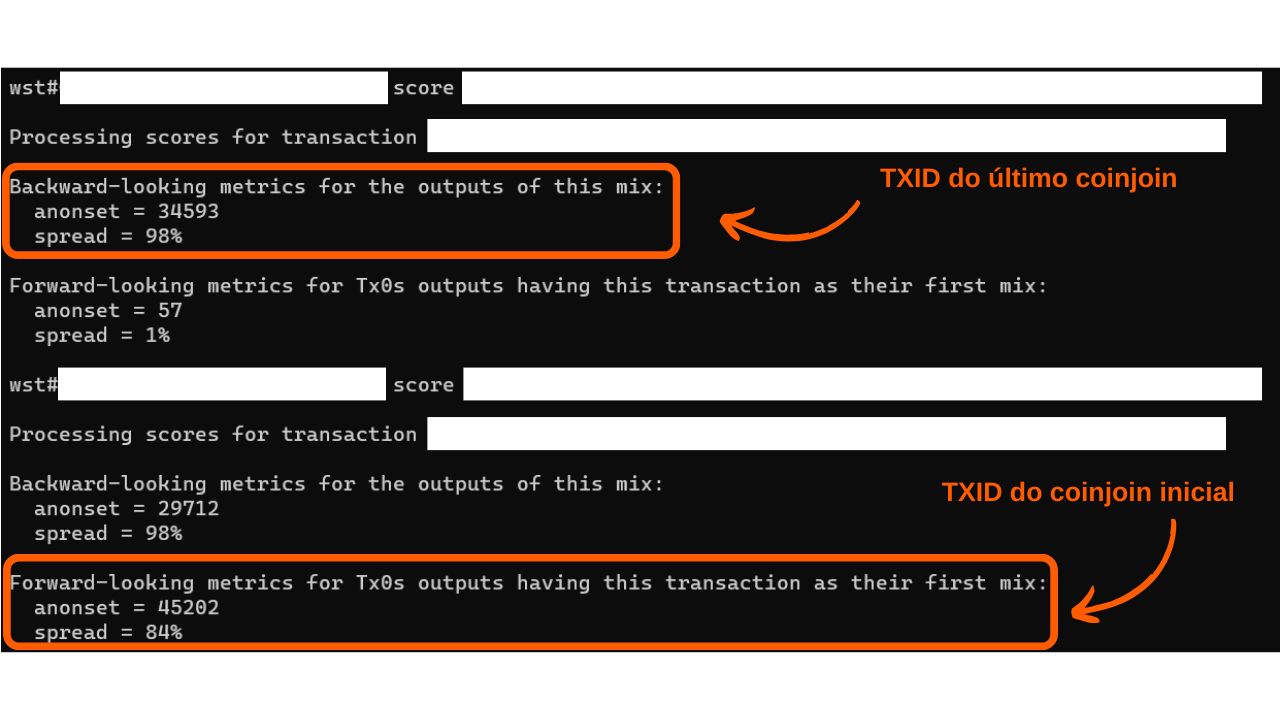 wst# score
Processing scores for transaction
Backward-looking metrics for the outputs of this mix:
anonset = 34593
spread = 98%
TXID do último coinjoin
Forward-looking metrics for Tx0s outputs having this transaction as their first mix:
anonset = 57
spread = 1%
wst# score
Processing scores for transaction
Backward-looking metrics for the outputs of this mix:
anonset = 29712
spread = 98%
TXID do coinjoin inicial
Forward-looking metrics for Tx0s outputs having this transaction as their first mix:
anonset = 45202
spread = 84%